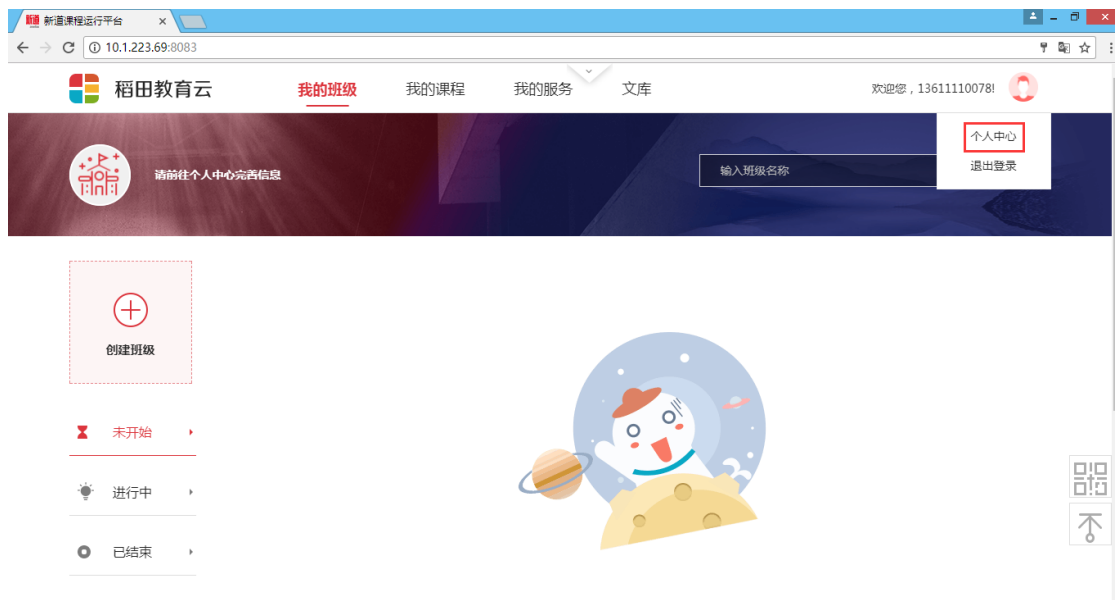 新道课程运行平台
10.1.223.69:8083
稻田教育云 我的班级 我的课程 我的服务 文库 欢迎您，13611110078!
个人中心
退出登录
请前往个人中心完善信息
输入班级名称
创建班级
未开始
进行中
已结束